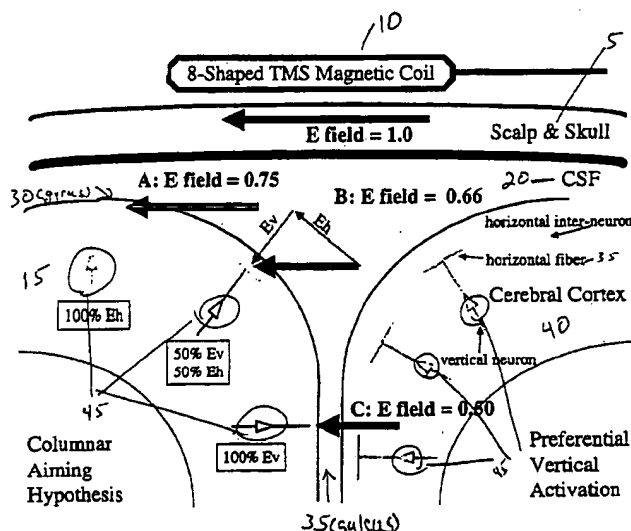 10
5
8-Shaped TMS Magnetic Coil
E field = 1.0
Scalp & Skull
30(gyrus)
A: E field = 0.75
B: E field = 0.66
20 — CSF
Ev
Eh
horizontal inter-neuron
horizontal fiber-35
15
100% Eh
Cerebral Cortex
40
50% Ev
50% Eh
vertical neuron
45
C: E field = 0.50
Columnar
Aiming
Hypothesis
100% Ev
45
Preferential
Vertical
Activation
35(sulcus)